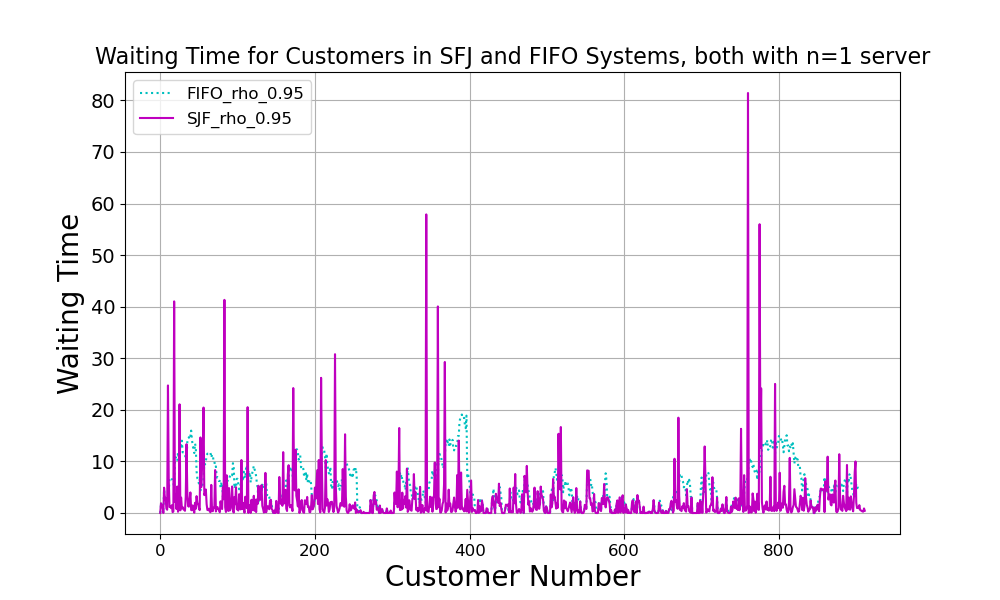 Waiting Time for Customers in SFJ and FIFO Systems, both with n=1 server
FIFO_rho_0.95
SJF_rho_0.95
Waiting Time
80
70
60
50
40
30
20
10
0
0 200 400 600 800
Customer Number